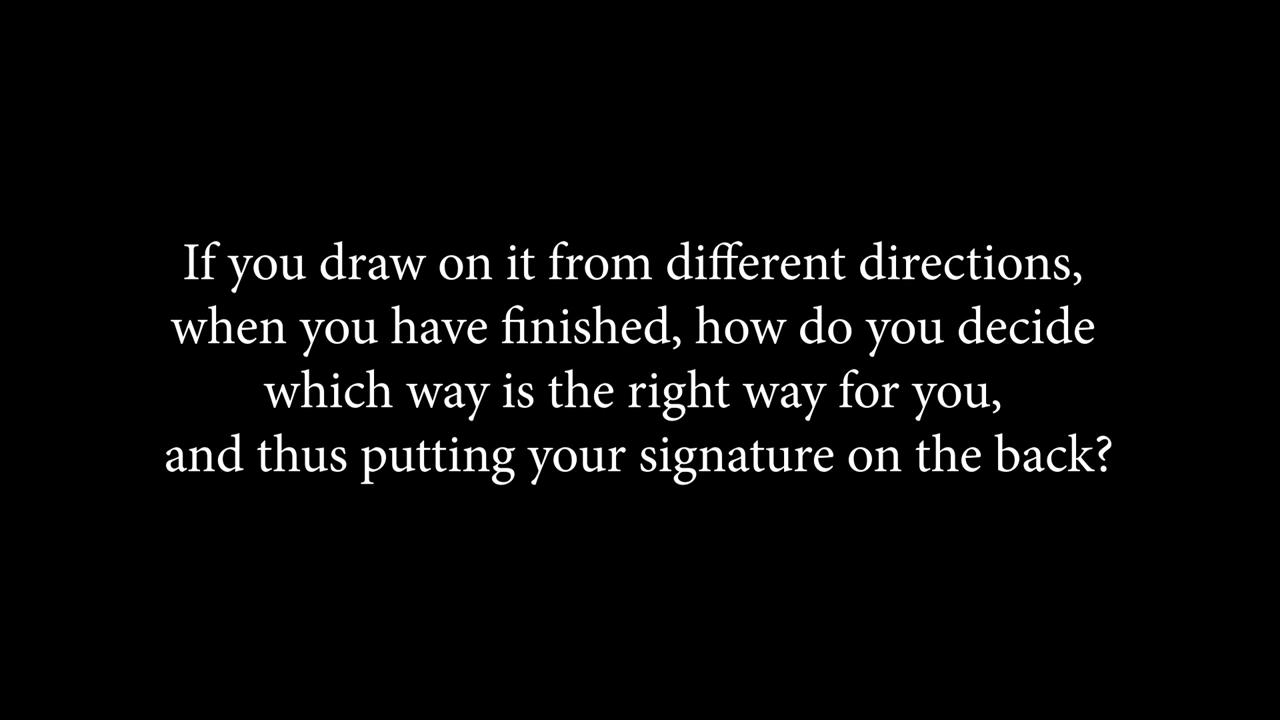 If you draw on it from different directions,
when you have finished, how do you decide
which way is the right way for you,
and thus putting your signature on the back?